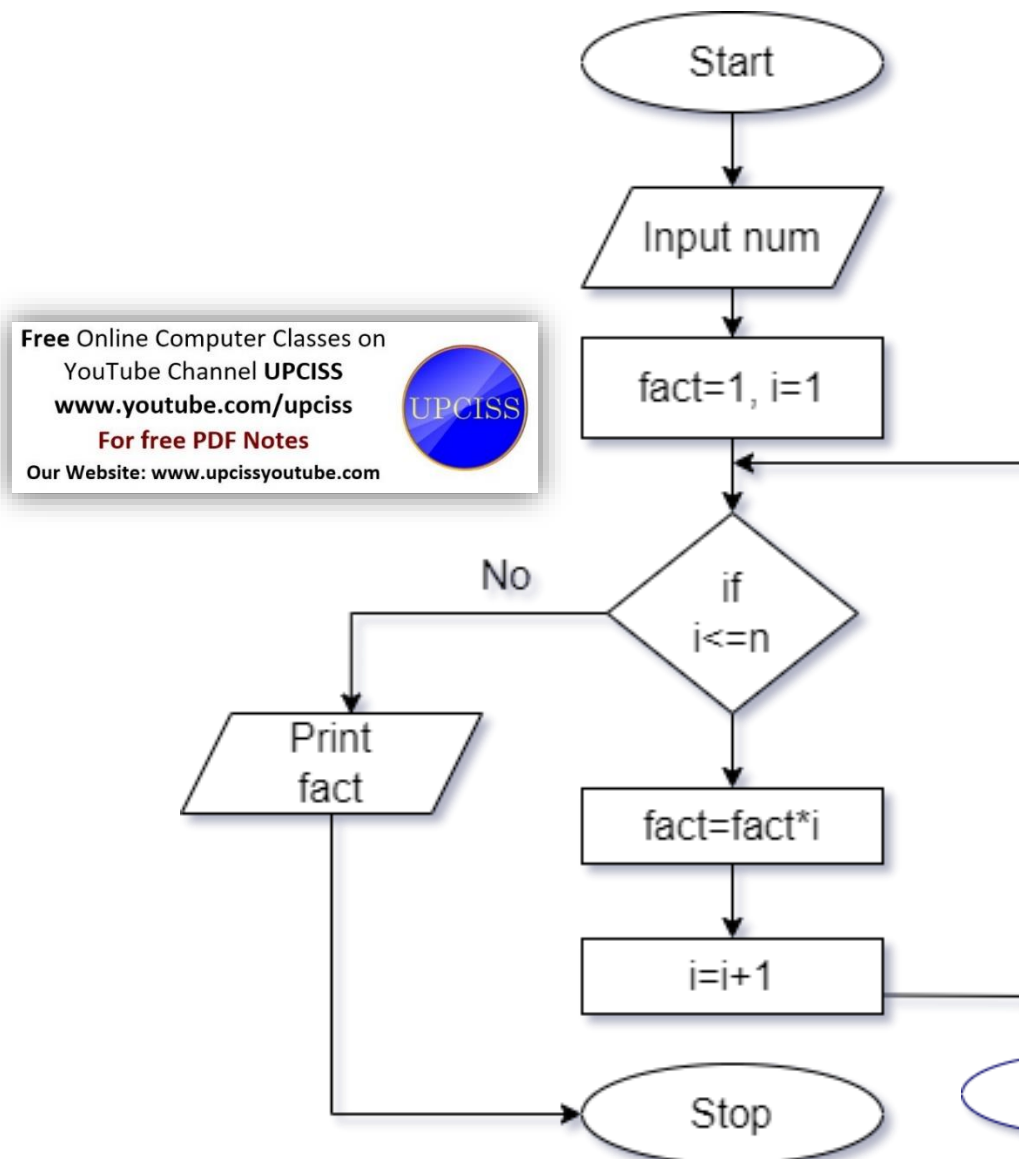 Start
Input num
Free Online Computer Classes on
YouTube Channel UPCISS
www.youtube.com/upciss
For free PDF Notes
Our Website: www.upcissyoutube.com
UPCISS
fact=1, i=1
No
if
i<=n
Print
fact
fact=fact*i
i=i+1
Stop